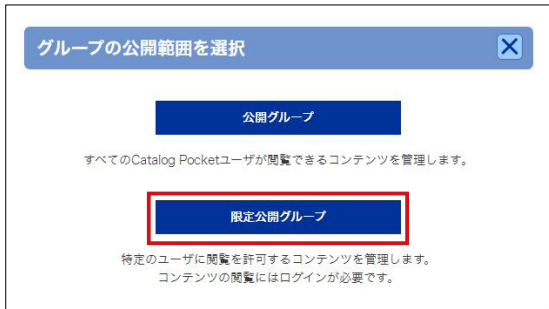 グループの公開範囲を選択
公開グループ
すべてのCatalog Pocketユーザが閲覧できるコンテンツを管理します。
限定公開グループ
特定のユーザに閲覧を許可するコンテンツを管理します。
コンテンツの閲覧にはログインが必要です。